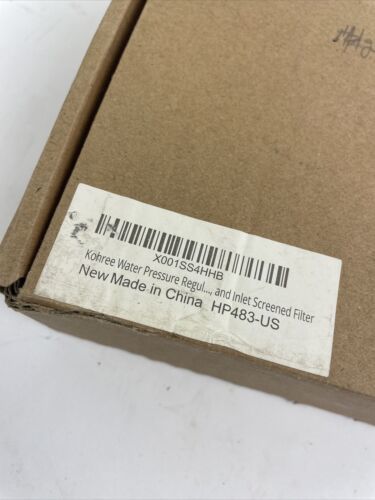 X001SS4HHB
Kohree Water Pressure Regul..., and Inlet Screened Filter
New Made in China HP483-US